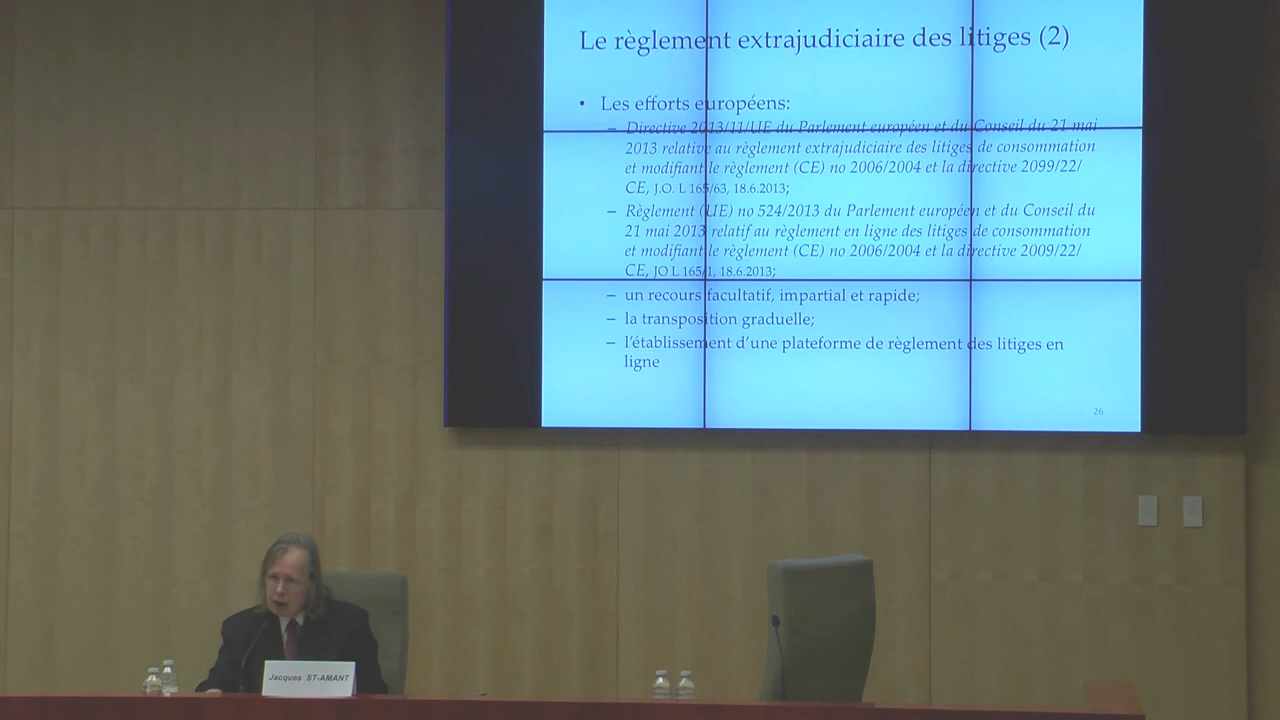 Le règlement extrajudiciaire des litiges (2)
• Les efforts européens:
– Directive 2013/11/UE du Parlement européen et du Conseil du 21 mai
2013 relative au règlement extrajudiciaire des litiges de consommation
et modifiant le règlement (CE) no 2006/2004 et la directive 2099/22/
CE, J.O. L 165/63, 18.6.2013;
– Règlement (UE) no 524/2013 du Parlement européen et du Conseil du
21 mai 2013 relatif au règlement en ligne des litiges de consommation
et modifiant le règlement (CE) no 2006/2004 et la directive 2009/22/
CE, JO L 165/1, 18.6.2013;
– un recours facultatif, impartial et rapide;
– la transposition graduelle;
– l’établissement d’une plateforme de règlement des litiges en
ligne
26
Jacques ST-AMANT